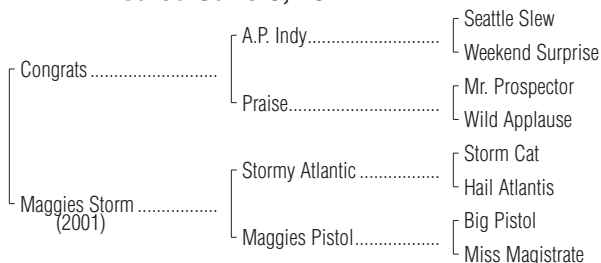 Seattle Slew
A.P. Indy
Weekend Surprise
Congrats
Mr. Prospector
Praise
Wild Applause
Storm Cat
Stormy Atlantic
Hail Atlantis
Maggies Storm
(2001)
Big Pistol
Maggies Pistol
Miss Magistrate